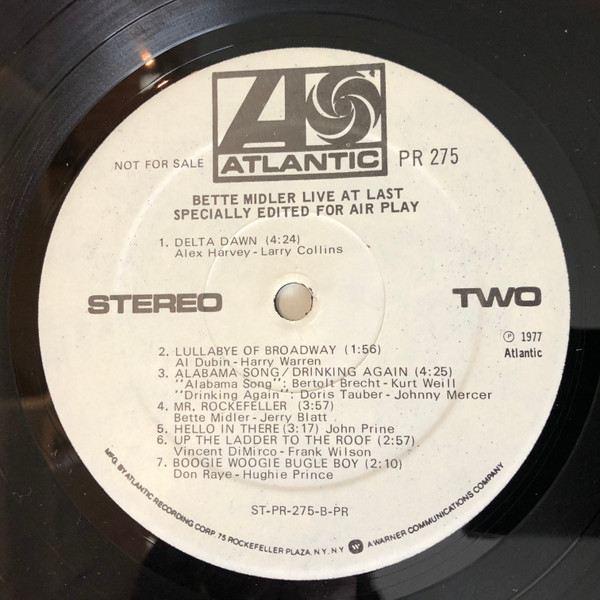 NOT FOR SALE
ATLANTIC
PR 275
BETTE MIDLER LIVE AT LAST
SPECIALLY EDITED FOR AIR PLAY
1. DELTA DAWN (4:24)
Alex Harvey - Larry Collins
STEREO
TWO
℗ 1977
Atlantic
2. LULLABYE OF BROADWAY (1:56)
Al Dubin - Harry Warren
3. ALABAMA SONG/DRINKING AGAIN (4:25)
"Alabama Song": Bertolt Brecht - Kurt Weill
"Drinking Again": Doris Tauber - Johnny Mercer
4. MR. ROCKEFELLER (3:57)
Bette Midler - Jerry Blatt
5. HELLO IN THERE (3:17) John Prine
6. UP THE LADDER TO THE ROOF (2:57)
Vincent DiMirco - Frank Wilson
7. BOOGIE WOOGIE BUGLE BOY (2:10)
Don Raye - Hughie Prince
ST-PR-275-B-PR
MFG. BY ATLANTIC RECORDING CORP. 75 ROCKEFELLER PLAZA, N.Y. N.Y. A WARNER COMMUNICATIONS COMPANY